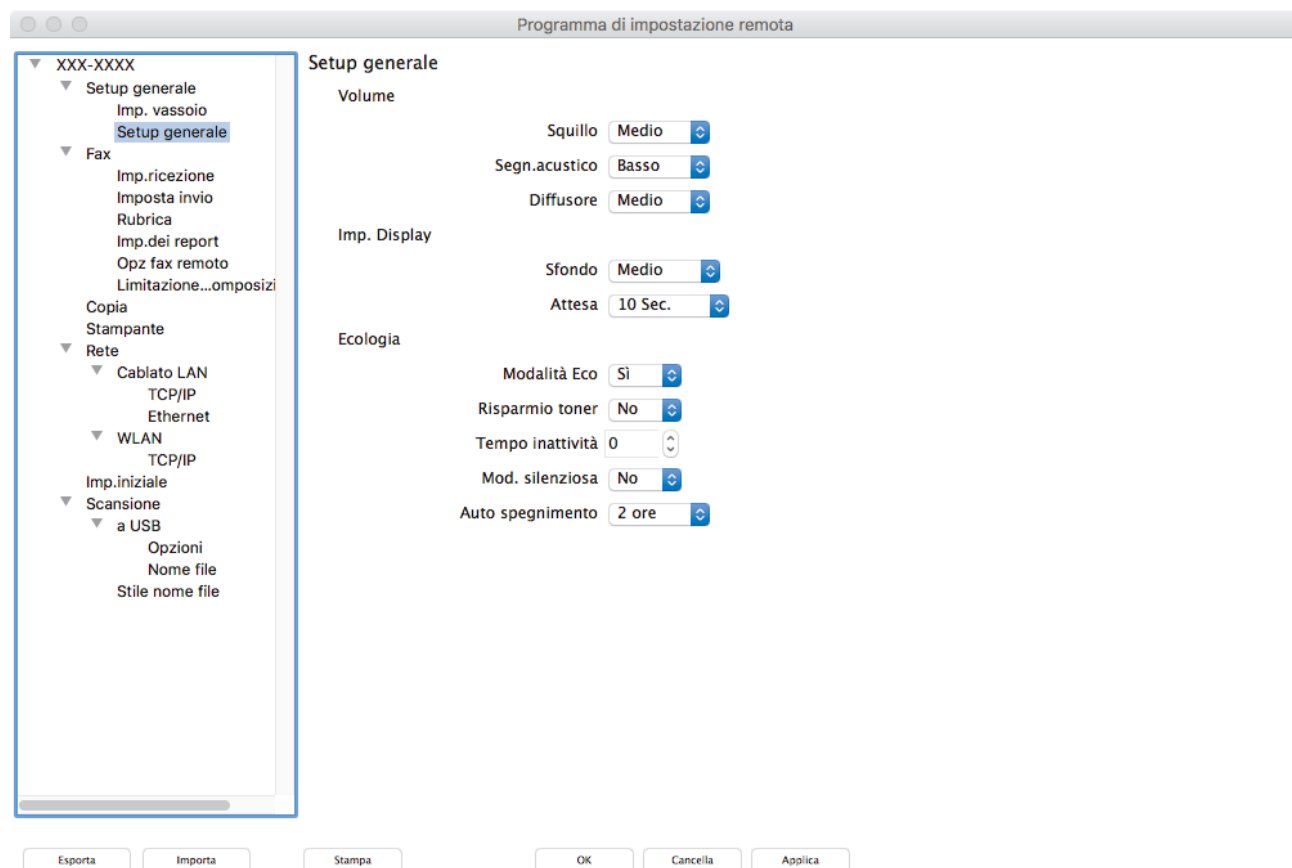 Programma di impostazione remota
XXX-XXXX
Setup generale
Imp. vassoio
Setup generale
Fax
Imp.ricezione
Imposta invio
Rubrica
Imp.dei report
Opz fax remoto
Limitazione...omposizi
Copia
Stampante
Rete
Cablato LAN
TCP/IP
Ethernet
WLAN
TCP/IP
Imp.iniziale
Scansione
a USB
Opzioni
Nome file
Stile nome file
Setup generale
Volume
Squillo Medio
Segn.acustico Basso
Diffusore Medio
Imp. Display
Sfondo Medio
Attesa 10 Sec.
Ecologia
Modalità Eco Sì
Risparmio toner No
Tempo inattività 0
Mod. silenziosa No
Auto spegnimento 2 ore
Esporta Importa Stampa OK Cancella Applica